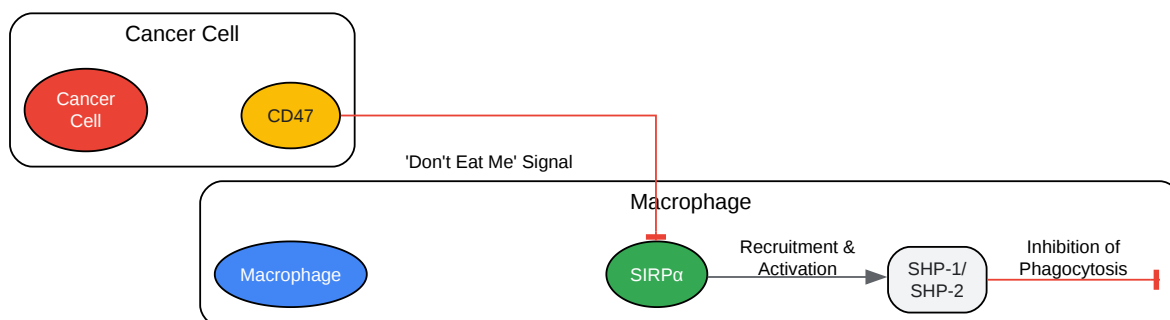 Cancer Cell
Cancer
Cell
CD47
'Don't Eat Me' Signal
Macrophage
Macrophage
SIRPα
Recruitment &
Activation
SHP-1/
SHP-2
Inhibition of
Phagocytosis